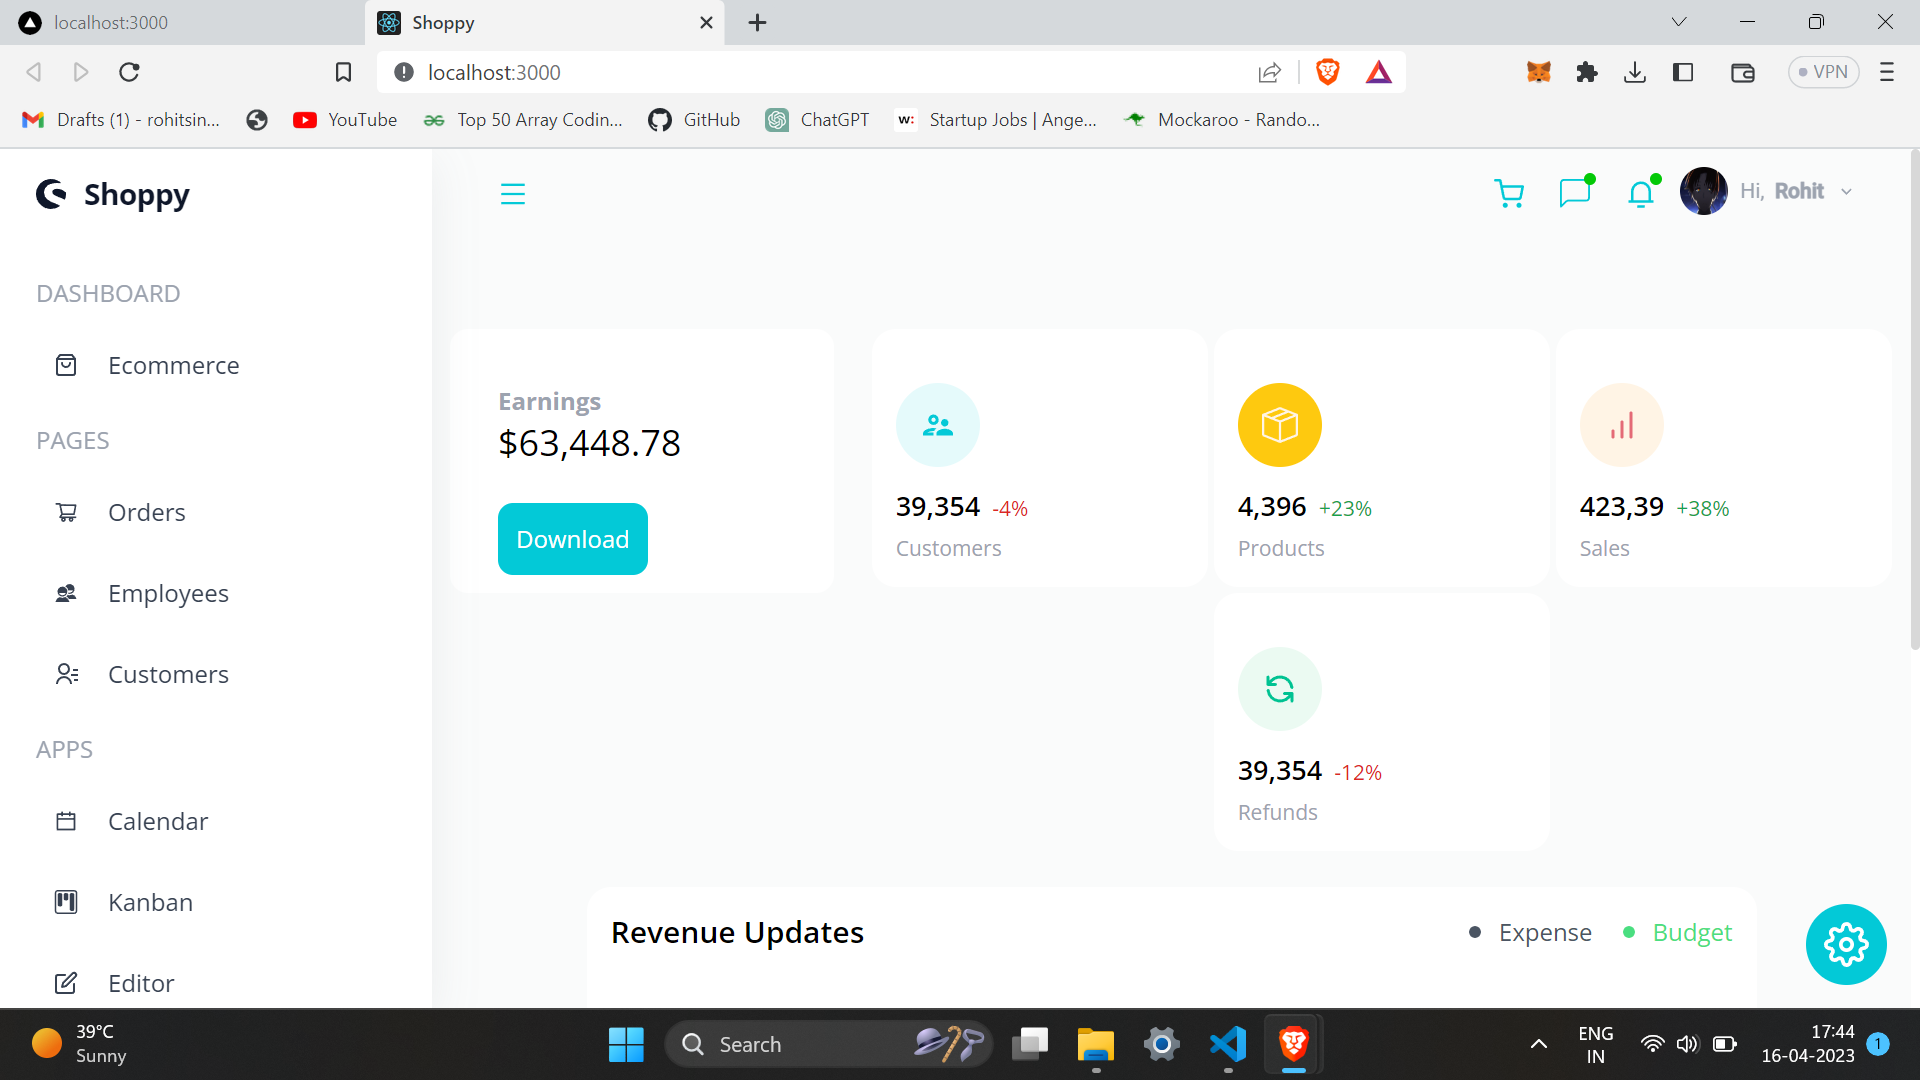 localhost:3000
Shoppy
localhost:3000
VPN
Drafts (1) - rohitsin...
YouTube
Top 50 Array Codin...
GitHub
ChatGPT
w:
Startup Jobs | Ange...
Mockaroo - Rando...
Shoppy
Hi, Rohit
DASHBOARD
Ecommerce
PAGES
Orders
Employees
Customers
APPS
Calendar
Kanban
Editor
Earnings
$63,448.78
Download
39,354 -4%
Customers
4,396 +23%
Products
423,39 +38%
Sales
39,354 -12%
Refunds
Revenue Updates
Expense
Budget
39°C
Sunny
Search
ENG
IN
17:44
16-04-2023
1